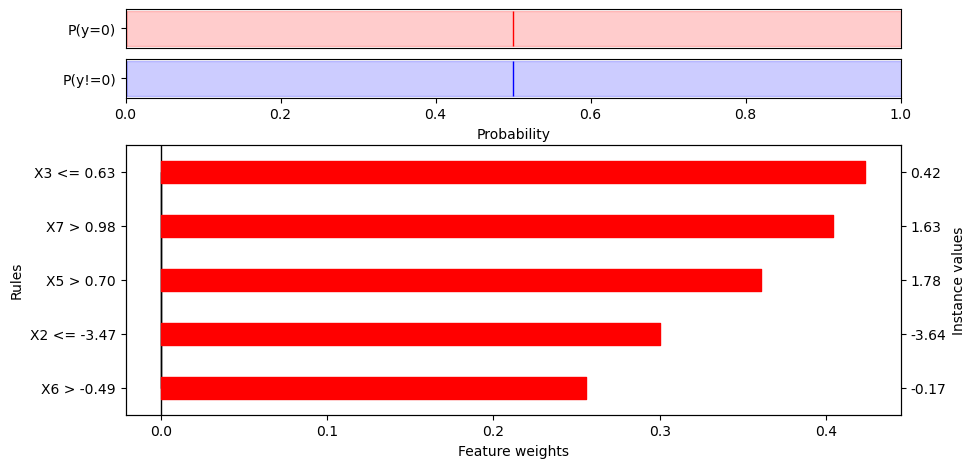 P(y=0)
P(y!=0)
0.0 0.2 0.4 0.6 0.8 1.0
Probability
X3 <= 0.63 0.42
X7 > 0.98 1.63
X5 > 0.70 1.78
X2 <= -3.47 -3.64
X6 > -0.49 -0.17
Rules
Instance values
0.0 0.1 0.2 0.3 0.4
Feature weights